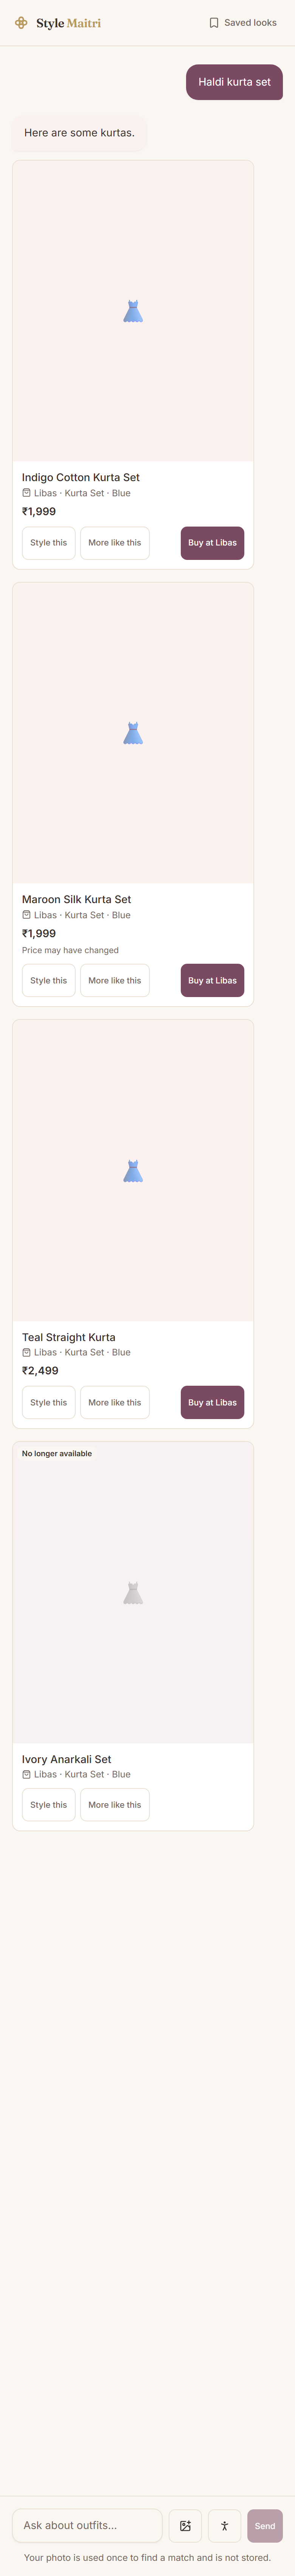 Style Maitri
Saved looks
Haldi kurta set
Here are some kurtas.
Indigo Cotton Kurta Set
Libas · Kurta Set · Blue
₹1,999
Style this
More like this
Buy at Libas
Maroon Silk Kurta Set
Libas · Kurta Set · Blue
₹1,999
Price may have changed
Style this
More like this
Buy at Libas
Teal Straight Kurta
Libas · Kurta Set · Blue
₹2,499
Style this
More like this
Buy at Libas
No longer available
Ivory Anarkali Set
Libas · Kurta Set · Blue
Style this
More like this
Ask about outfits...
Send
Your photo is used once to find a match and is not stored.